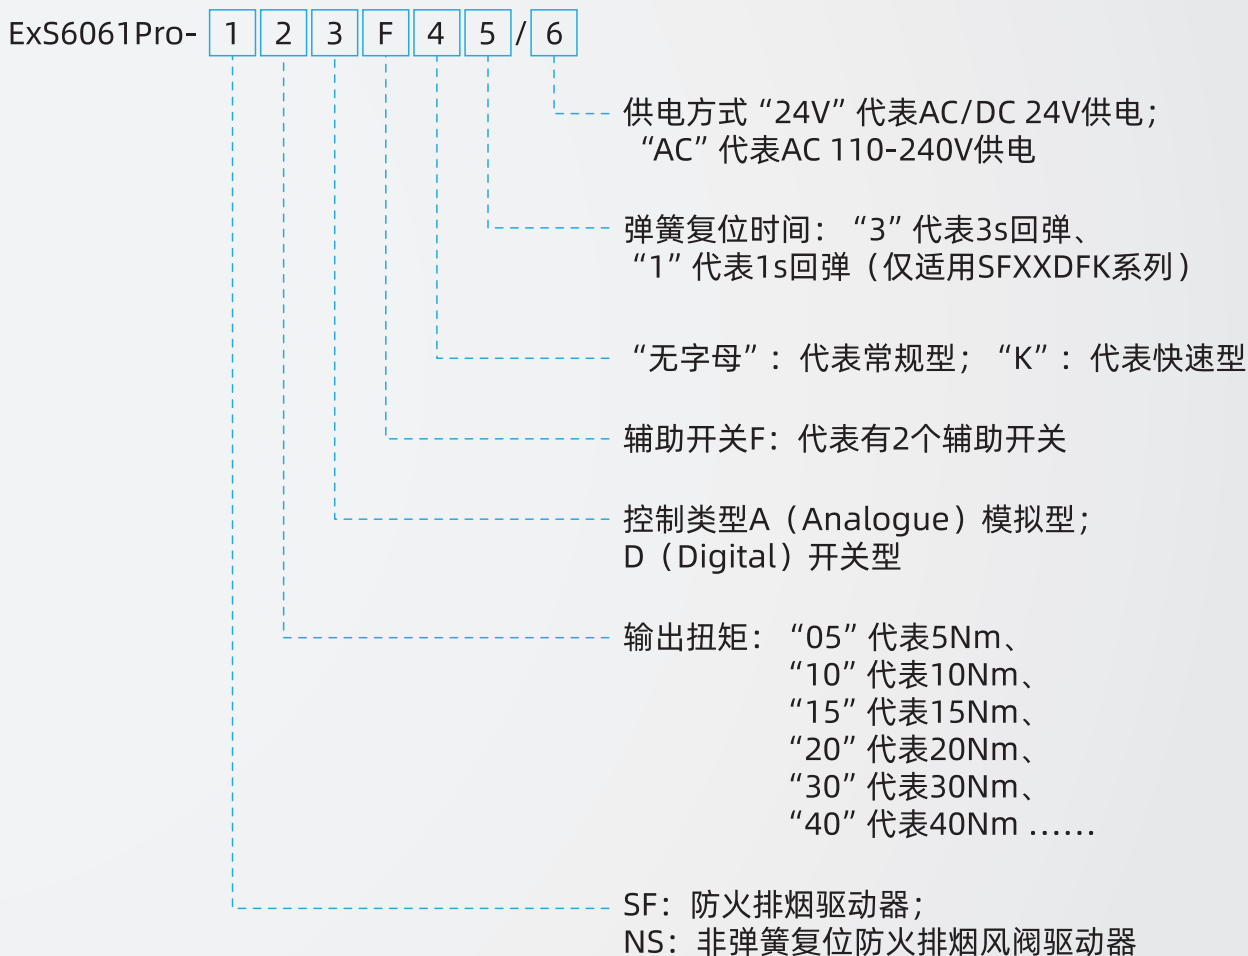 ExS6061Pro- 1 2 3 F 4 5 / 6
供电方式“24V”代表AC/DC 24V供电；
“AC”代表AC 110-240V供电
弹簧复位时间：“3”代表3s回弹、
“1”代表1s回弹（仅适用SFXXDFK系列）
“无字母”：代表常规型；“K”：代表快速型
辅助开关F：代表有2个辅助开关
控制类型A（Analogue）模拟型；
D（Digital）开关型
输出扭矩：“05”代表5Nm、
“10”代表10Nm、
“15”代表15Nm、
“20”代表20Nm、
“30”代表30Nm、
“40”代表40Nm ……
SF：防火排烟驱动器；
NS：非弹簧复位防火排烟风阀驱动器